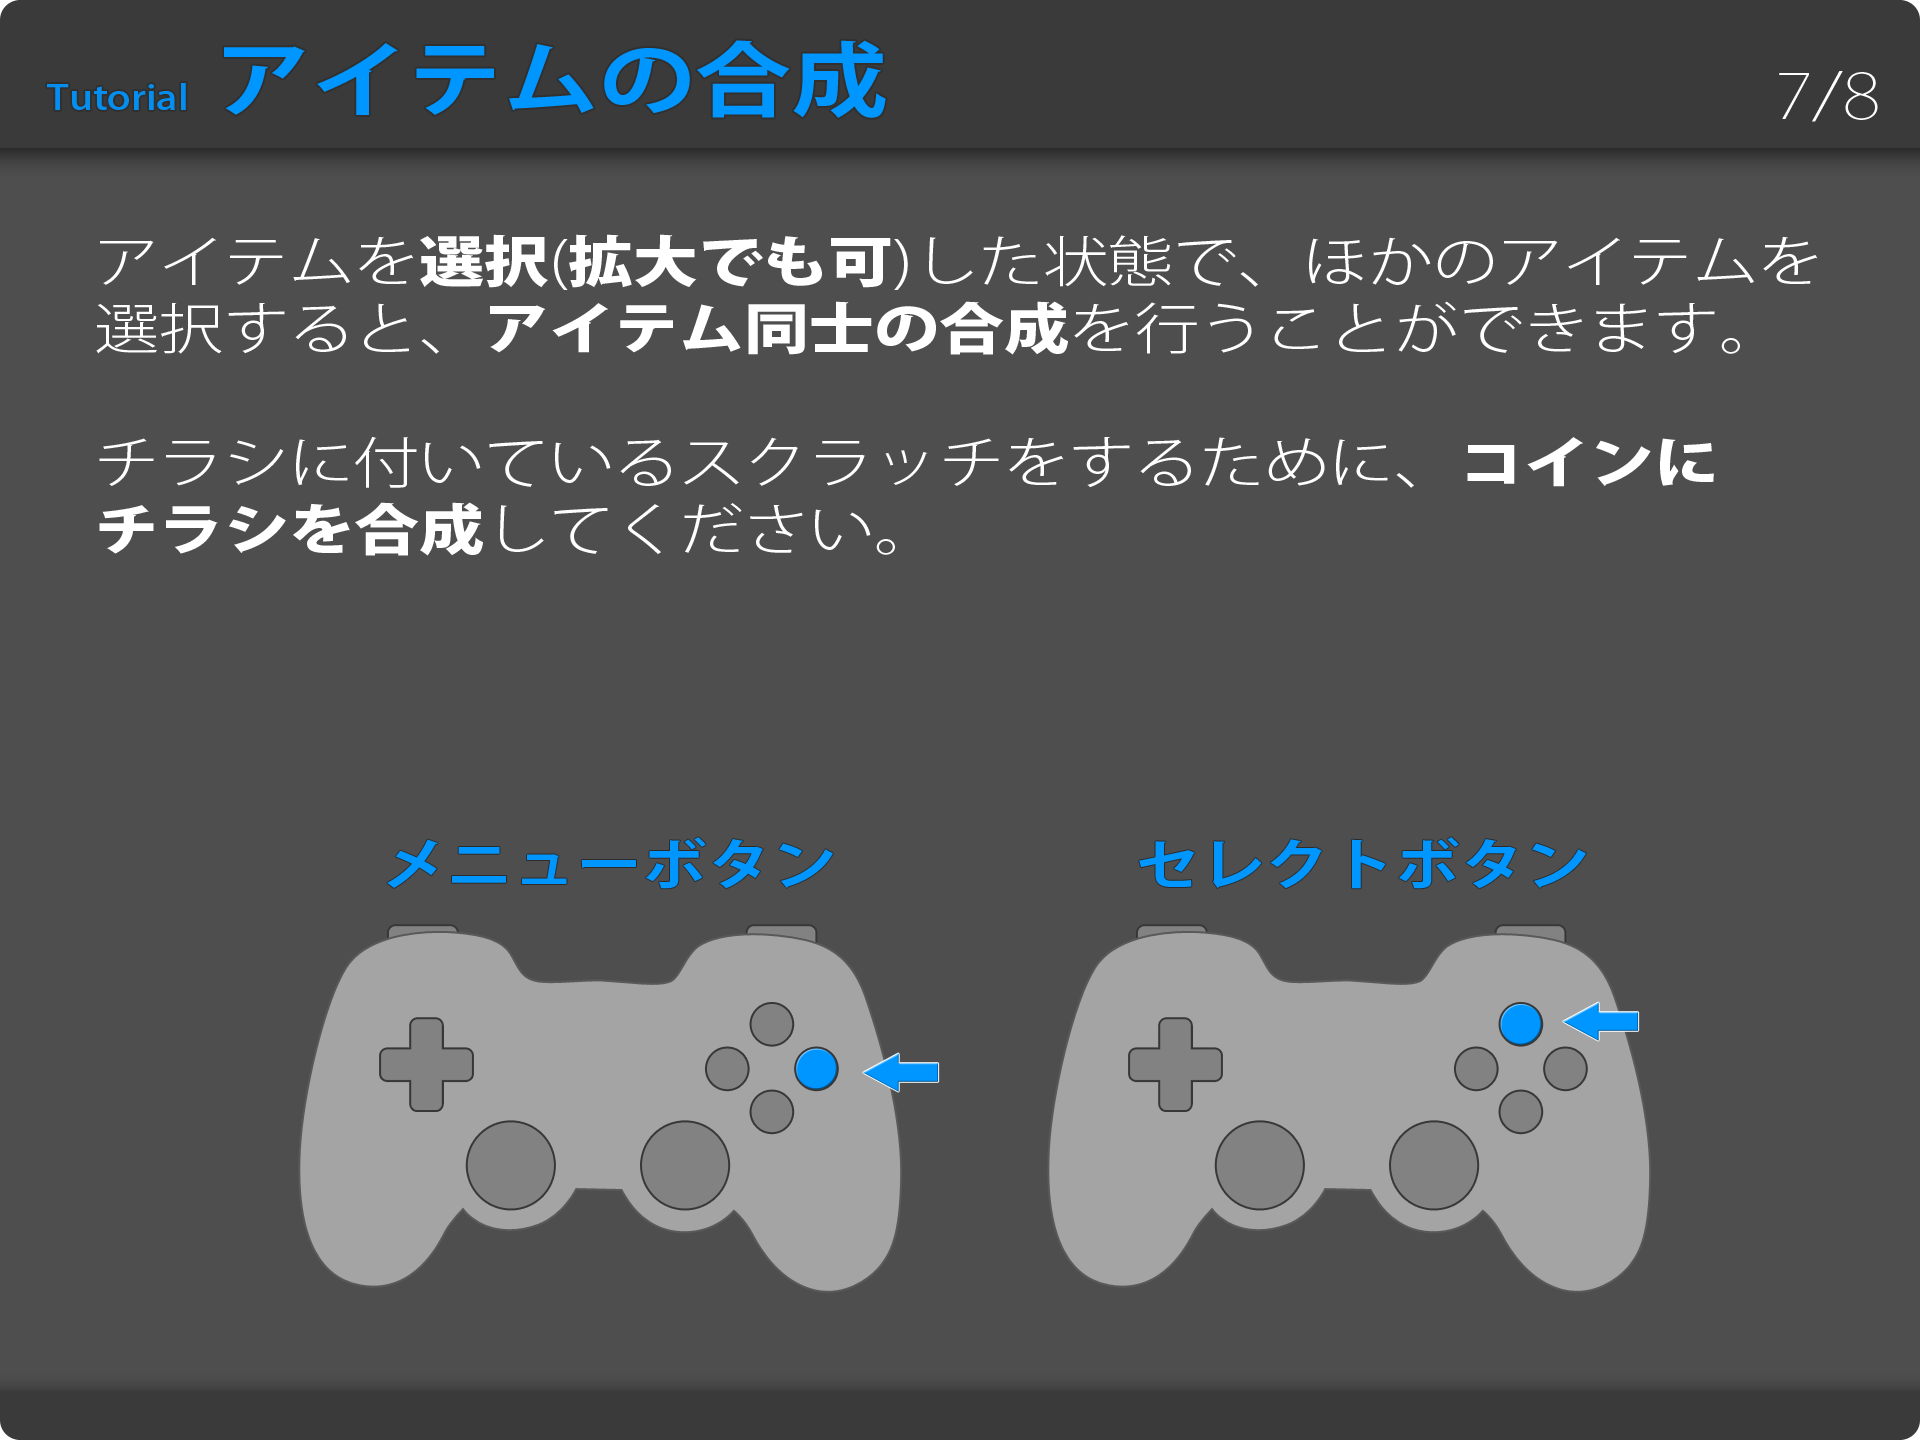 Tutorial アイテムの合成
7/8
アイテムを選択(拡大でも可)した状態で、ほかのアイテムを
選択すると、アイテム同士の合成を行うことができます。
チラシに付いているスクラッチをするために、コインに
チラシを合成してください。
メニューボタン
セレクトボタン